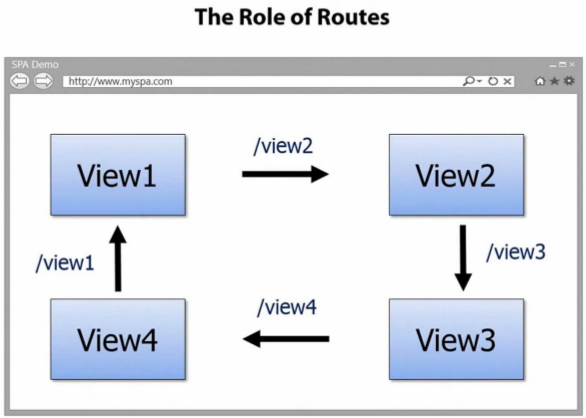 The Role of Routes
SPA Demo
http://www.myspa.com
View1
/view2
View2
/view1
/view3
View4
/view4
View3